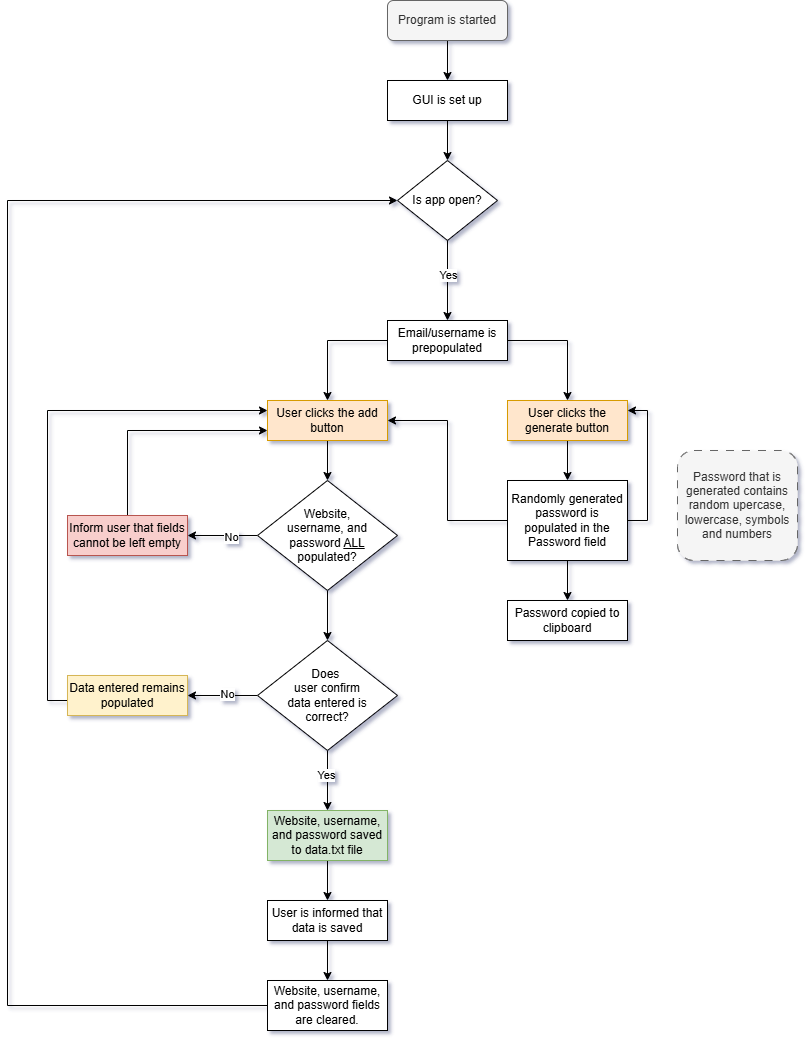 Program is started
GUI is set up
Is app open?
Yes
Email/username is
prepopulated
User clicks the add
button
User clicks the
generate button
Website,
username, and
password ALL
populated?
No
Inform user that fields
cannot be left empty
Randomly generated
password is
populated in the
Password field
Password that is
generated contains
random upercase,
lowercase, symbols
and numbers
Password copied to
clipboard
Does
user confirm
data entered is
correct?
No
Data entered remains
populated
Yes
Website, username,
and password saved
to data.txt file
User is informed that
data is saved
Website, username,
and password fields
are cleared.